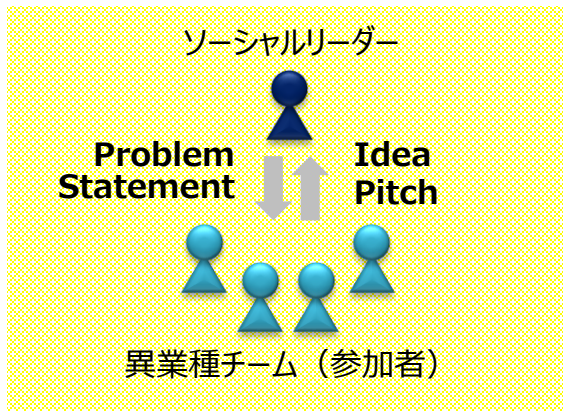 ソーシャルリーダー
Problem
Statement
Idea
Pitch
異業種チーム（参加者）